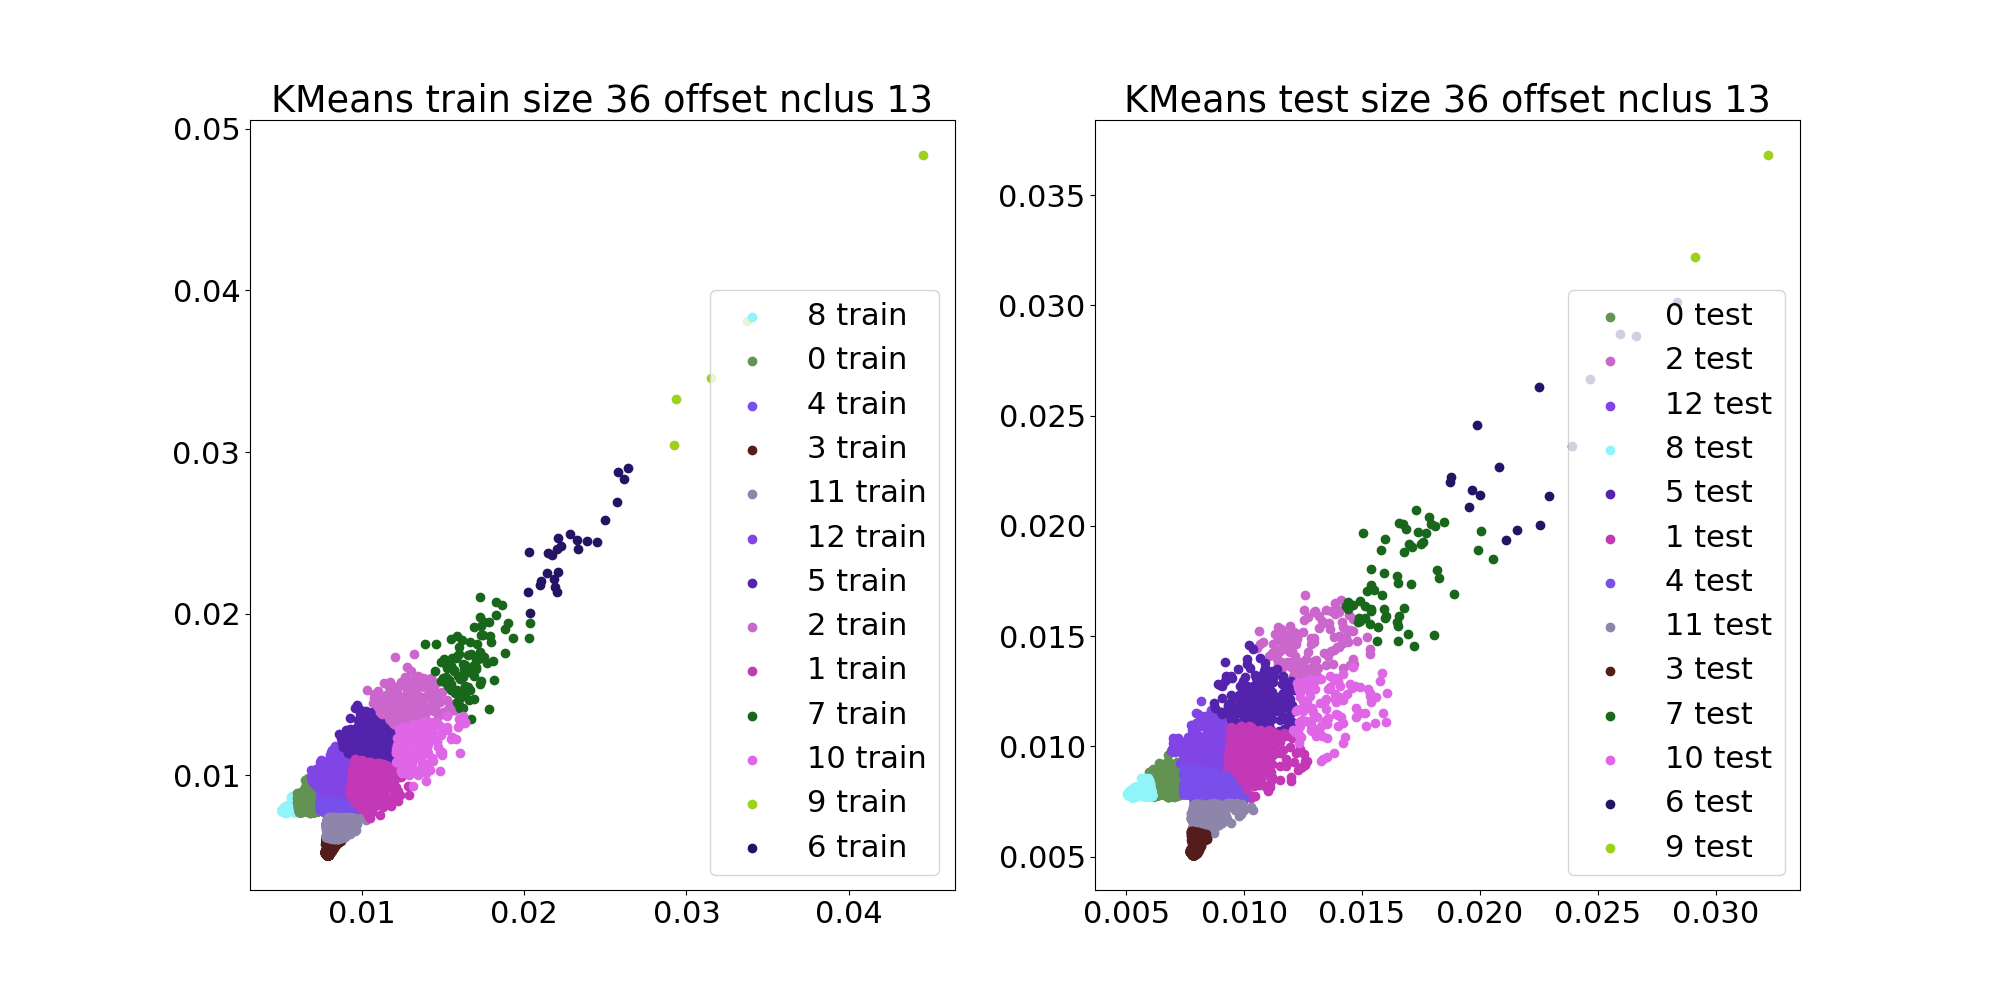 KMeans train size 36 offset nclus 13
0.05
0.04
0.03
0.02
0.01
0.01 0.02 0.03 0.04
8 train
0 train
4 train
3 train
11 train
12 train
5 train
2 train
1 train
7 train
10 train
9 train
6 train
KMeans test size 36 offset nclus 13
0.035
0.030
0.025
0.020
0.015
0.010
0.005
0.005 0.010 0.015 0.020 0.025 0.030
0 test
2 test
12 test
8 test
5 test
1 test
4 test
11 test
3 test
7 test
10 test
6 test
9 test